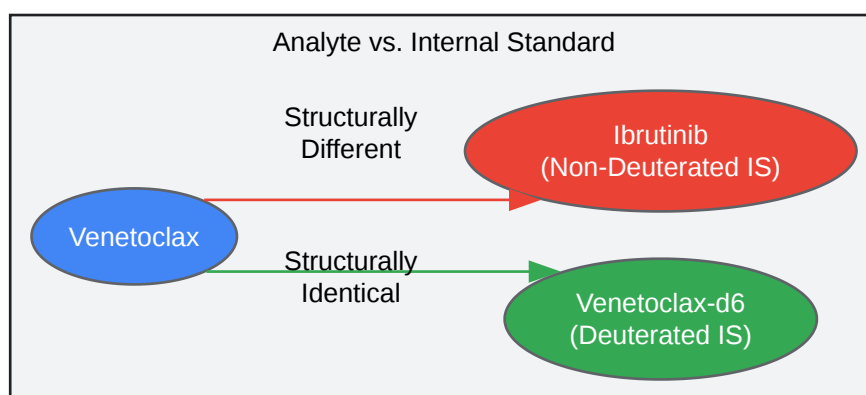 Analyte vs. Internal Standard
Structurally
Different
Ibrutinib
(Non-Deuterated IS)
Venetoclax
Structurally
Identical
Venetoclax-d6
(Deuterated IS)